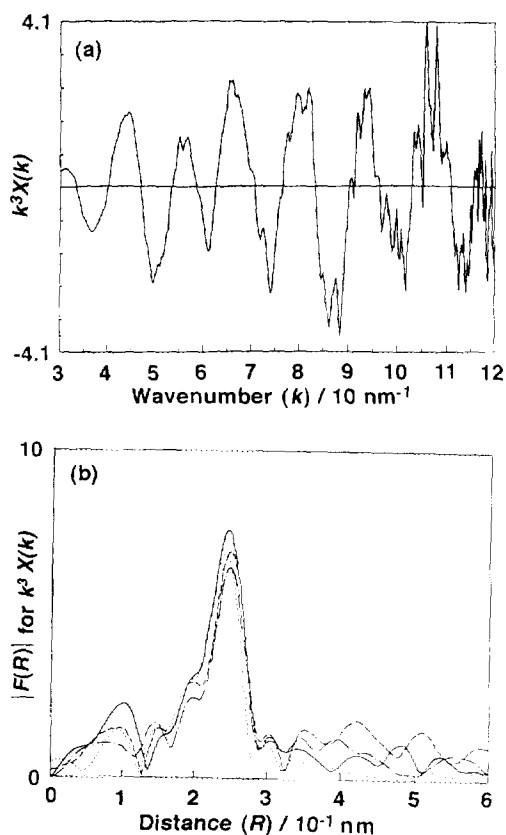 4.1
(a)
k³X(k)
-4.1
3 4 5 6 7 8 9 10 11 12
Wavenumber (k) / 10 nm⁻¹
10
(b)
|F(R)| for k³ X(k)
0
0 1 2 3 4 5 6
Distance (R) / 10⁻¹ nm